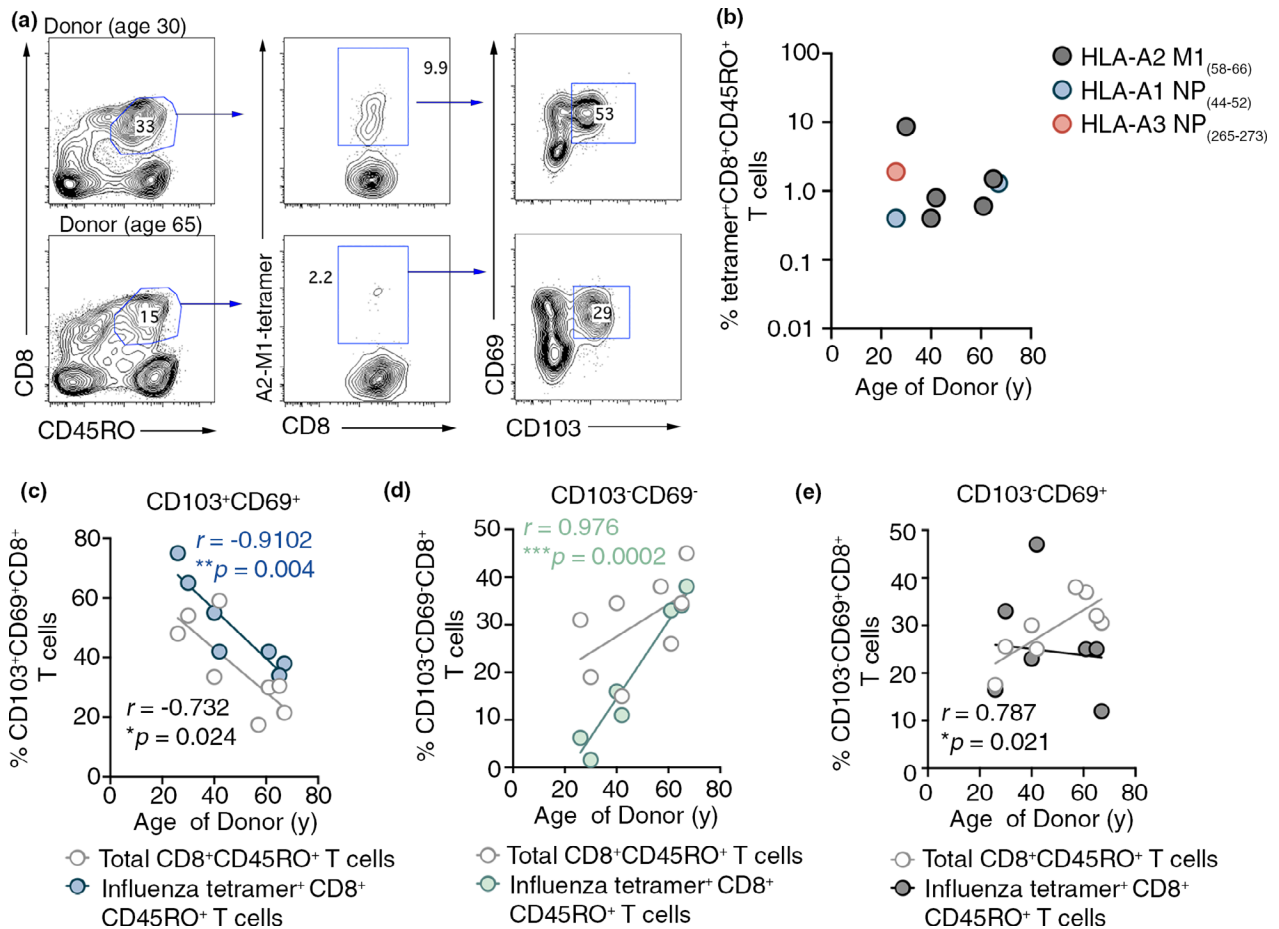 (a)
Donor (age 30)
33
9.9
53
Donor (age 65)
15
2.2
29
CD8
A2-M1-tetramer
CD69
CD45RO
CD8
CD103
(b)
% tetramer⁺CD8⁺CD45RO⁺
T cells
100
10
1.0
0.1
0.01
0 20 40 60 80
Age of Donor (y)
HLA-A2 M1(58-66)
HLA-A1 NP(44-52)
HLA-A3 NP(265-273)
(c)
CD103⁺CD69⁺
% CD103⁺CD69⁺CD8⁺
T cells
80
60
40
20
0
r = -0.9102
**p = 0.004
r = -0.732
*p = 0.024
0 20 40 60 80
Age of Donor (y)
Total CD8⁺CD45RO⁺ T cells
Influenza tetramer⁺ CD8⁺
CD45RO⁺ T cells
(d)
CD103⁻CD69⁻
% CD103⁻CD69⁻CD8⁺
T cells
50
40
30
20
10
0
r = 0.976
***p = 0.0002
0 20 40 60 80
Age of Donor (y)
Total CD8⁺CD45RO⁺ T cells
Influenza tetramer⁺ CD8⁺
CD45RO⁺ T cells
(e)
CD103⁻CD69⁺
% CD103⁻CD69⁺CD8⁺
T cells
50
40
30
20
10
0
r = 0.787
*p = 0.021
0 20 40 60 80
Age of Donor (y)
Total CD8⁺CD45RO⁺ T cells
Influenza tetramer⁺ CD8⁺
CD45RO⁺ T cells